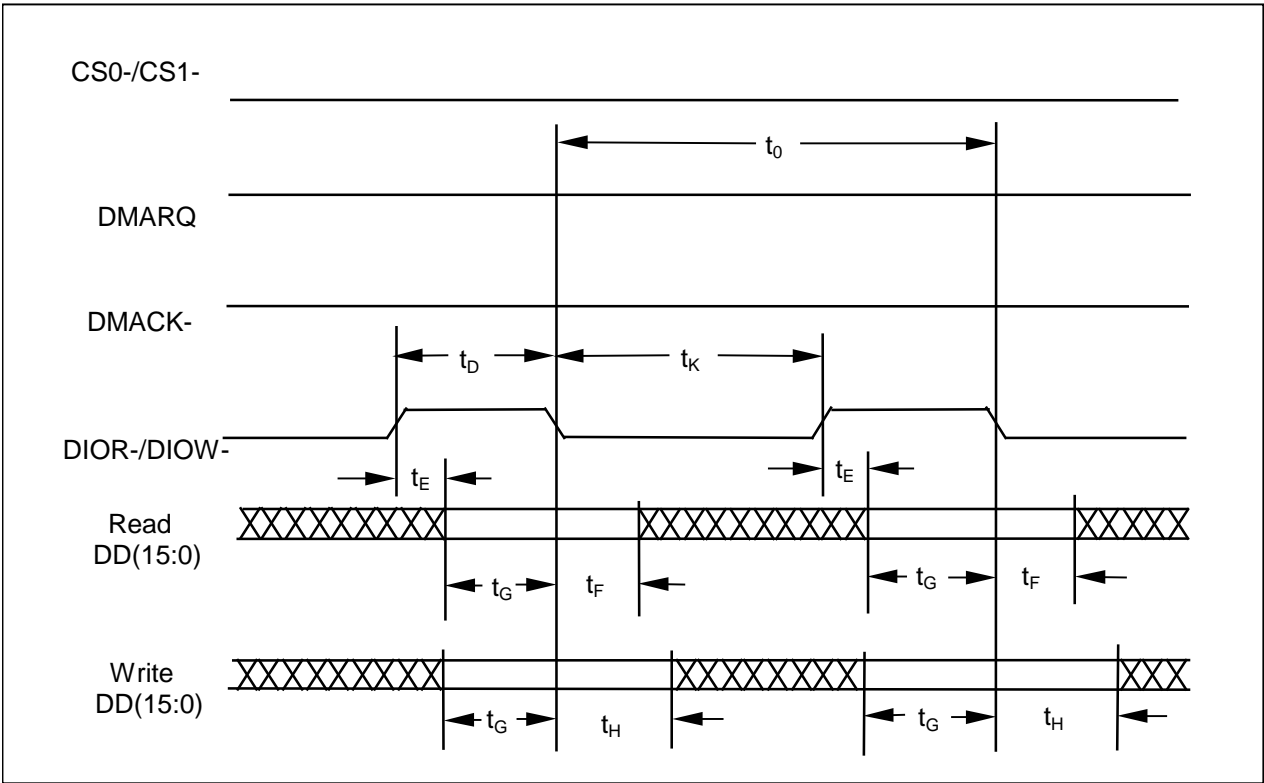 CS0-/CS1-
t0
DMARQ
DMACK-
tD
tK
DIOR-/DIOW-
tE
tE
Read
DD(15:0)
tG
tF
tG
tF
Write
DD(15:0)
tG
tH
tG
tH